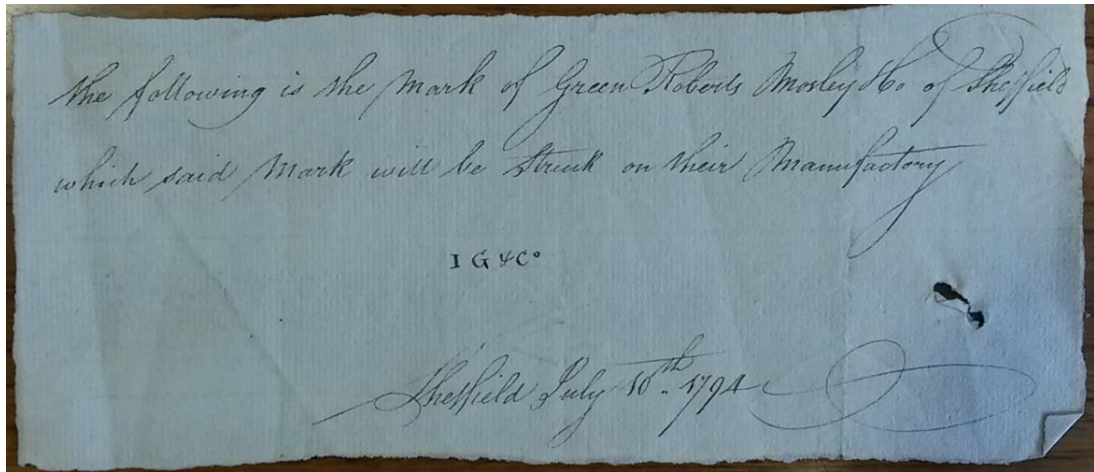 the following is the Mark of Green Roberts Mosley & Co of Sheffield
which said Mark will be Struck on their Manufactory
I G & Co
Sheffield July 10th 1794